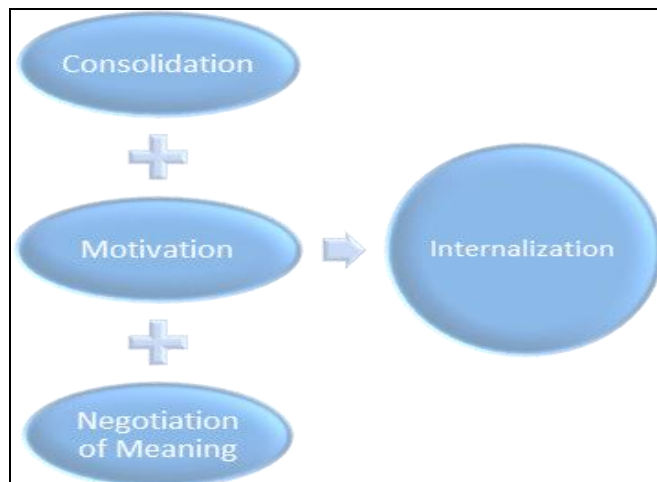 Consolidation
Motivation
Internalization
Negotiation
of Meaning